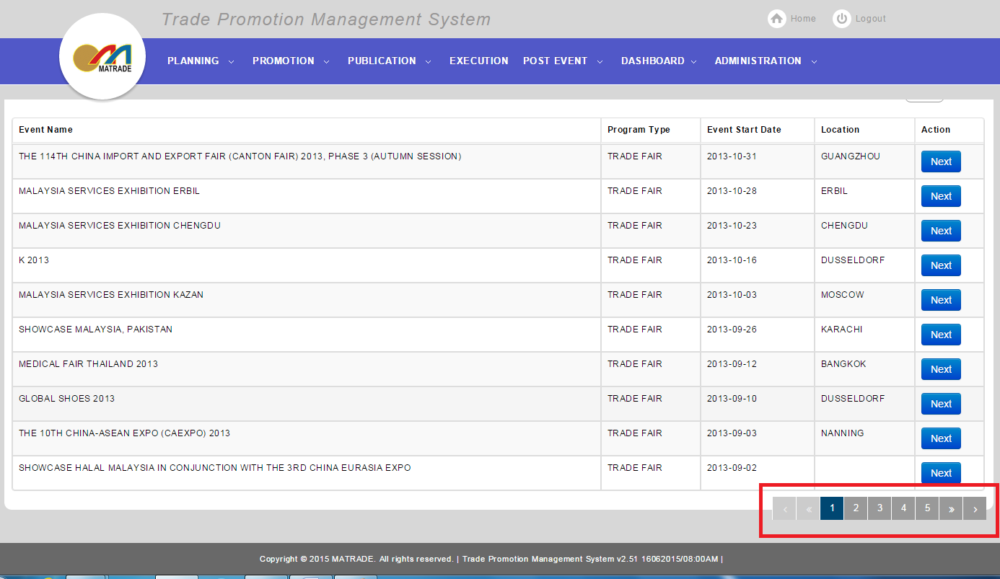 Trade Promotion Management System
Home Logout
MATRADE
PLANNING PROMOTION PUBLICATION EXECUTION POST EVENT DASHBOARD ADMINISTRATION
Event Name Program Type Event Start Date Location Action
THE 114TH CHINA IMPORT AND EXPORT FAIR (CANTON FAIR) 2013, PHASE 3 (AUTUMN SESSION) TRADE FAIR 2013-10-31 GUANGZHOU Next
MALAYSIA SERVICES EXHIBITION ERBIL TRADE FAIR 2013-10-28 ERBIL Next
MALAYSIA SERVICES EXHIBITION CHENGDU TRADE FAIR 2013-10-23 CHENGDU Next
K 2013 TRADE FAIR 2013-10-16 DUSSELDORF Next
MALAYSIA SERVICES EXHIBITION KAZAN TRADE FAIR 2013-10-03 MOSCOW Next
SHOWCASE MALAYSIA, PAKISTAN TRADE FAIR 2013-09-26 KARACHI Next
MEDICAL FAIR THAILAND 2013 TRADE FAIR 2013-09-12 BANGKOK Next
GLOBAL SHOES 2013 TRADE FAIR 2013-09-10 DUSSELDORF Next
THE 10TH CHINA-ASEAN EXPO (CAEXPO) 2013 TRADE FAIR 2013-09-03 NANNING Next
SHOWCASE HALAL MALAYSIA IN CONJUNCTION WITH THE 3RD CHINA EURASIA EXPO TRADE FAIR 2013-09-02 Next
‹ « 1 2 3 4 5 » ›
Copyright © 2015 MATRADE. All rights reserved. | Trade Promotion Management System v2.51 16062015/08:00AM |